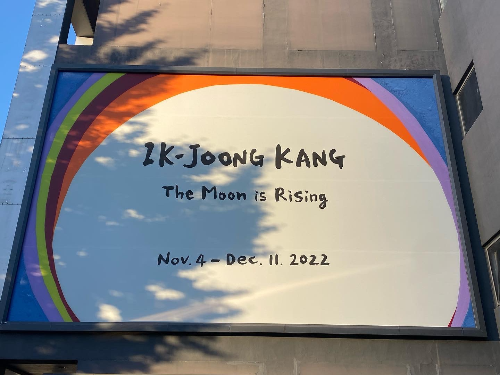 IK-JOONG KANG
The Moon is Rising
Nov. 4 – Dec. 11. 2022